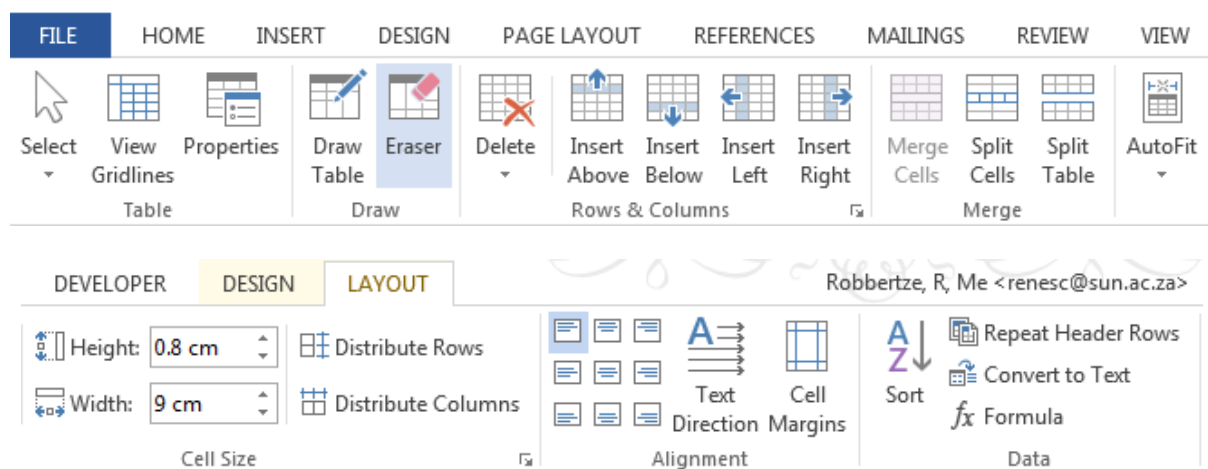 FILE HOME INSERT DESIGN PAGE LAYOUT REFERENCES MAILINGS REVIEW VIEW
Select View Properties Draw Eraser Delete Insert Insert Insert Insert Merge Split Split AutoFit
Gridlines Table Above Below Left Right Cells Cells Table
Table Draw Rows & Columns Merge
DEVELOPER DESIGN LAYOUT Robbertze, R, Me <renesc@sun.ac.za>
Height: 0.8 cm Distribute Rows A Z Repeat Header Rows
Convert to Text
Width: 9 cm Distribute Columns Text Cell Sort
Direction Margins fx Formula
Cell Size Alignment Data